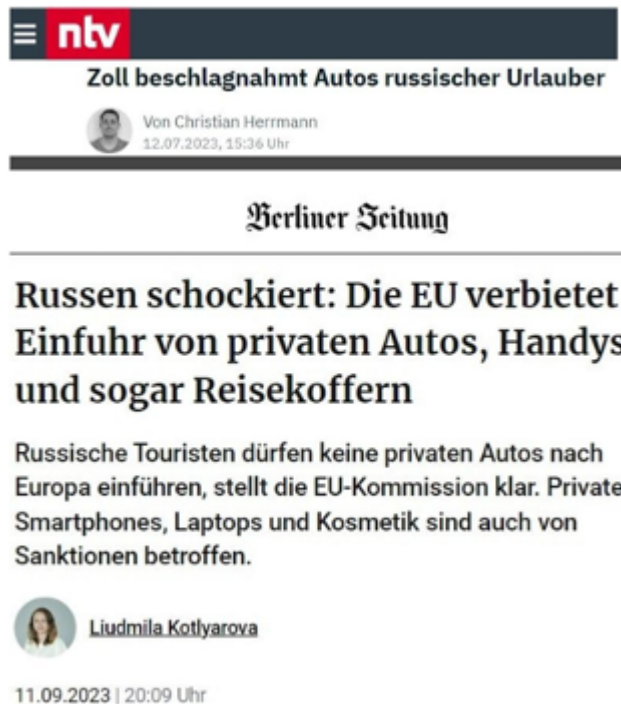 ntv
Zoll beschlagnahmt Autos russischer Urlauber
Von Christian Herrmann
12.07.2023, 15:36 Uhr
Berliner Zeitung
Russen schockiert: Die EU verbietet
Einfuhr von privaten Autos, Handys
und sogar Reisekoffern
Russische Touristen dürfen keine privaten Autos nach
Europa einführen, stellt die EU-Kommission klar. Private
Smartphones, Laptops und Kosmetik sind auch von
Sanktionen betroffen.
Liudmila Kotlyarova
11.09.2023 | 20:09 Uhr